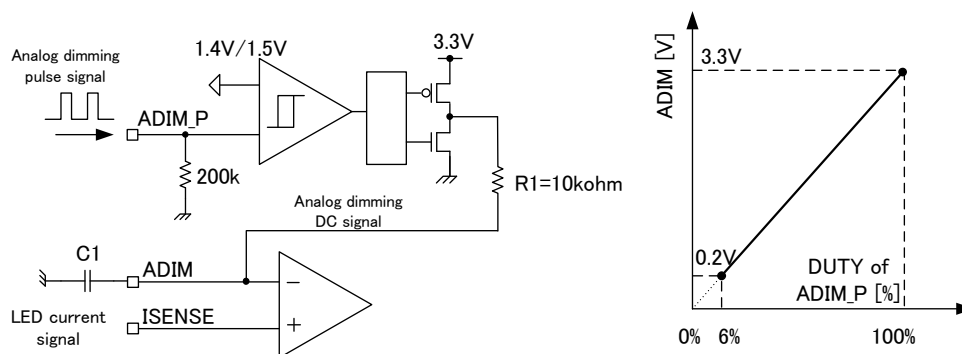 Analog dimming
pulse signal
1.4V/1.5V
3.3V
ADIM_P
200k
R1=10kohm
Analog dimming
DC signal
C1
ADIM
−
LED current
signal
ISENSE
+
ADIM [V]
3.3V
0.2V
DUTY of
ADIM_P [%]
0%
6%
100%